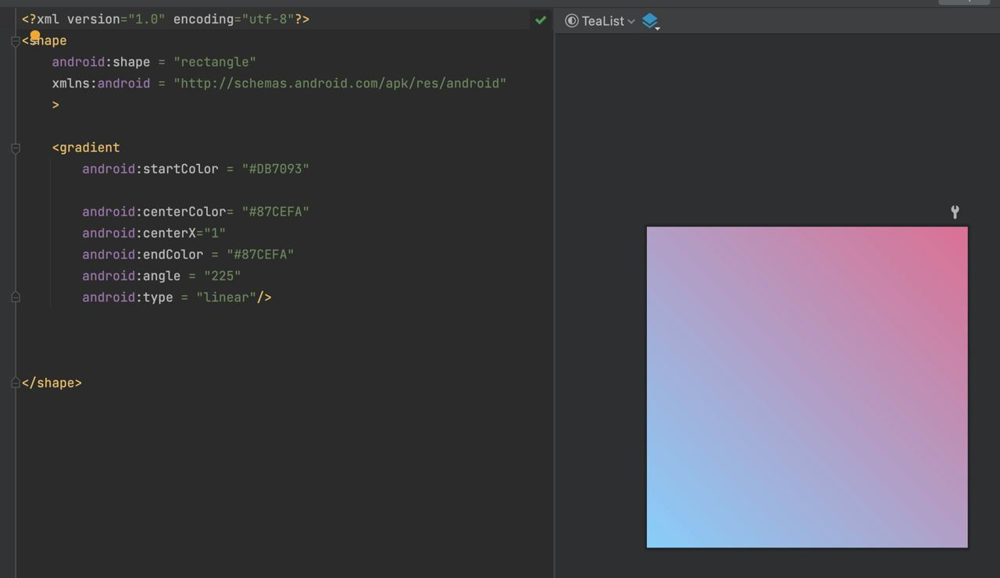 <?xml version="1.0" encoding="utf-8"?>
<shape
android:shape = "rectangle"
xmlns:android = "http://schemas.android.com/apk/res/android"
>
<gradient
android:startColor = "#DB7093"
android:centerColor= "#87CEFA"
android:centerX="1"
android:endColor = "#87CEFA"
android:angle = "225"
android:type = "linear"/>
</shape>
TeaList